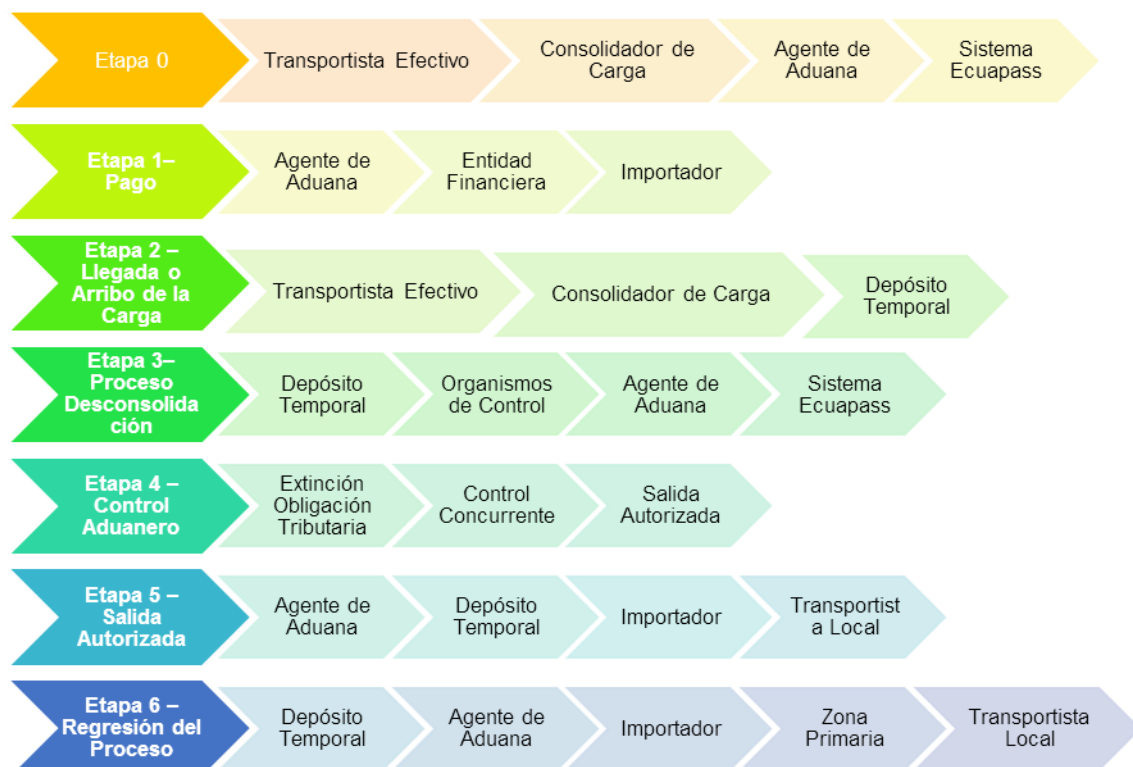 Etapa 0
Transportista Efectivo
Consolidador de
Carga
Agente de
Aduana
Sistema
Ecuapass
Etapa 1–
Pago
Agente de
Aduana
Entidad
Financiera
Importador
Etapa 2 –
Llegada o
Arribo de la
Carga
Transportista Efectivo
Consolidador de Carga
Depósito
Temporal
Etapa 3–
Proceso
Desconsolida
ción
Depósito
Temporal
Organismos
de Control
Agente de
Aduana
Sistema
Ecuapass
Etapa 4 –
Control
Aduanero
Extinción
Obligación
Tributaria
Control
Concurrente
Salida
Autorizada
Etapa 5 –
Salida
Autorizada
Agente de
Aduana
Depósito
Temporal
Importador
Transportist
a Local
Etapa 6 –
Regresión del
Proceso
Depósito
Temporal
Agente de
Aduana
Importador
Zona
Primaria
Transportista
Local